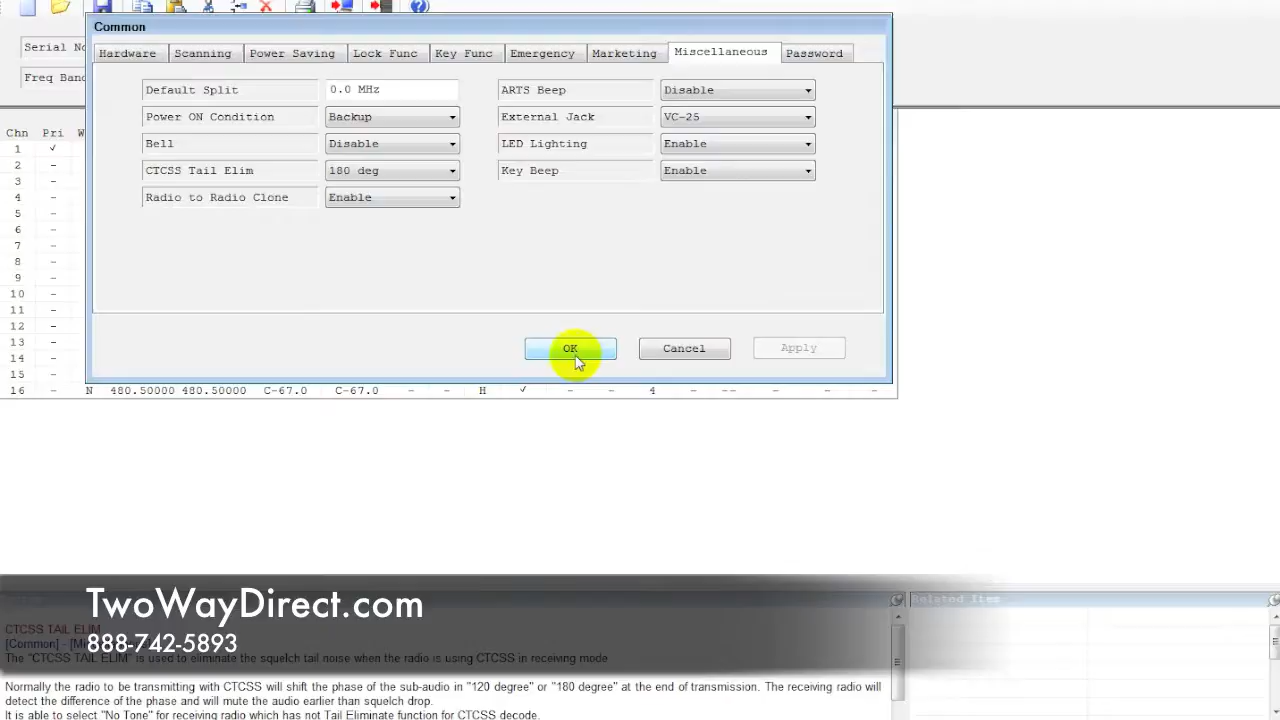 Common
Hardware Scanning Power Saving Lock Func Key Func Emergency Marketing Miscellaneous Password
Serial No
Freq Band
Default Split 0.0 MHz ARTS Beep Disable
Power ON Condition Backup External Jack VC-25
Bell Disable LED Lighting Enable
CTCSS Tail Elim 180 deg Key Beep Enable
Radio to Radio Clone Enable
Chn Pri W
1 ✓
2 -
3 -
4 -
5 -
6 -
7 -
8 -
9 -
10 -
11 -
12 -
13 -
14 -
15 -
16 - N 480.50000 480.50000 C-67.0 C-67.0 - - H ✓ - - 4 - -- - - -
OK Cancel Apply
Related Item
TwoWayDirect.com
CTCSS TAIL ELIM
888-742-5893
[Common] - [Mi
The "CTCSS TAIL ELIM" is used to eliminate the squelch tail noise when the radio is using CTCSS in receiving mode
Normally the radio to be transmitting with CTCSS will shift the phase of the sub-audio in "120 degree" or "180 degree" at the end of transmission. The receiving radio will
detect the difference of the phase and will mute the audio earlier than squelch drop.
It is able to select "No Tone" for receiving radio which has not Tail Eliminate function for CTCSS decode.